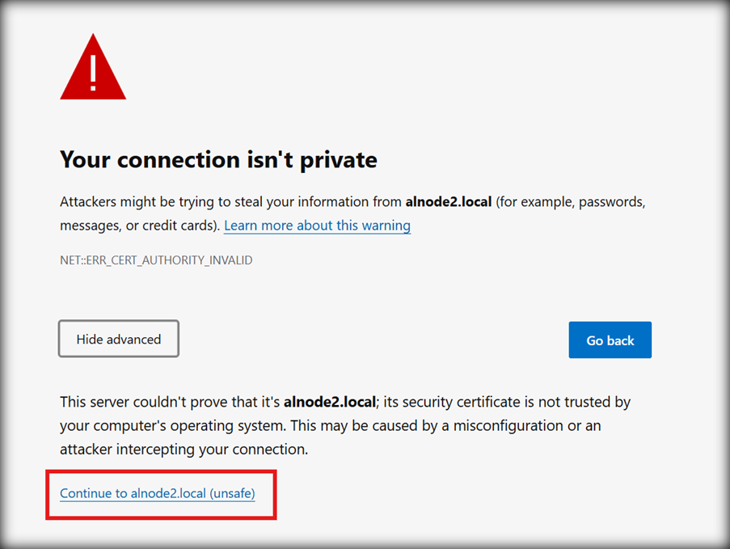 !
Your connection isn't private
Attackers might be trying to steal your information from alnode2.local (for example, passwords,
messages, or credit cards). Learn more about this warning
NET::ERR_CERT_AUTHORITY_INVALID
Hide advanced
Go back
This server couldn't prove that it's alnode2.local; its security certificate is not trusted by
your computer's operating system. This may be caused by a misconfiguration or an
attacker intercepting your connection.
Continue to alnode2.local (unsafe)